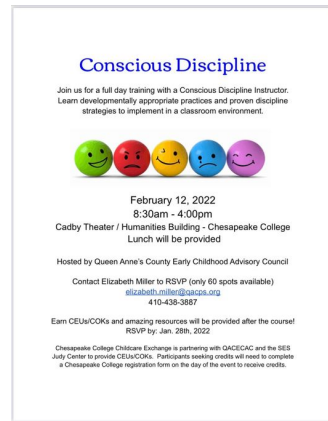 Conscious Discipline
Join us for a full day training with a Conscious Discipline Instructor.
Learn developmentally appropriate practices and proven discipline
strategies to implement in a classroom environment.
February 12, 2022
8:30am - 4:00pm
Cadby Theater / Humanities Building - Chesapeake College
Lunch will be provided
Hosted by Queen Anne's County Early Childhood Advisory Council
Contact Elizabeth Miller to RSVP (only 60 spots available)
elizabeth.miller@qacps.org
410-438-3887
Earn CEUs/COKs and amazing resources will be provided after the course!
RSVP by: Jan. 28th, 2022
Chesapeake College Childcare Exchange is partnering with QACECAC and the SES
Judy Center to provide CEUs/COKs. Participants seeking credits will need to complete
a Chesapeake College registration form on the day of the event to receive credits.